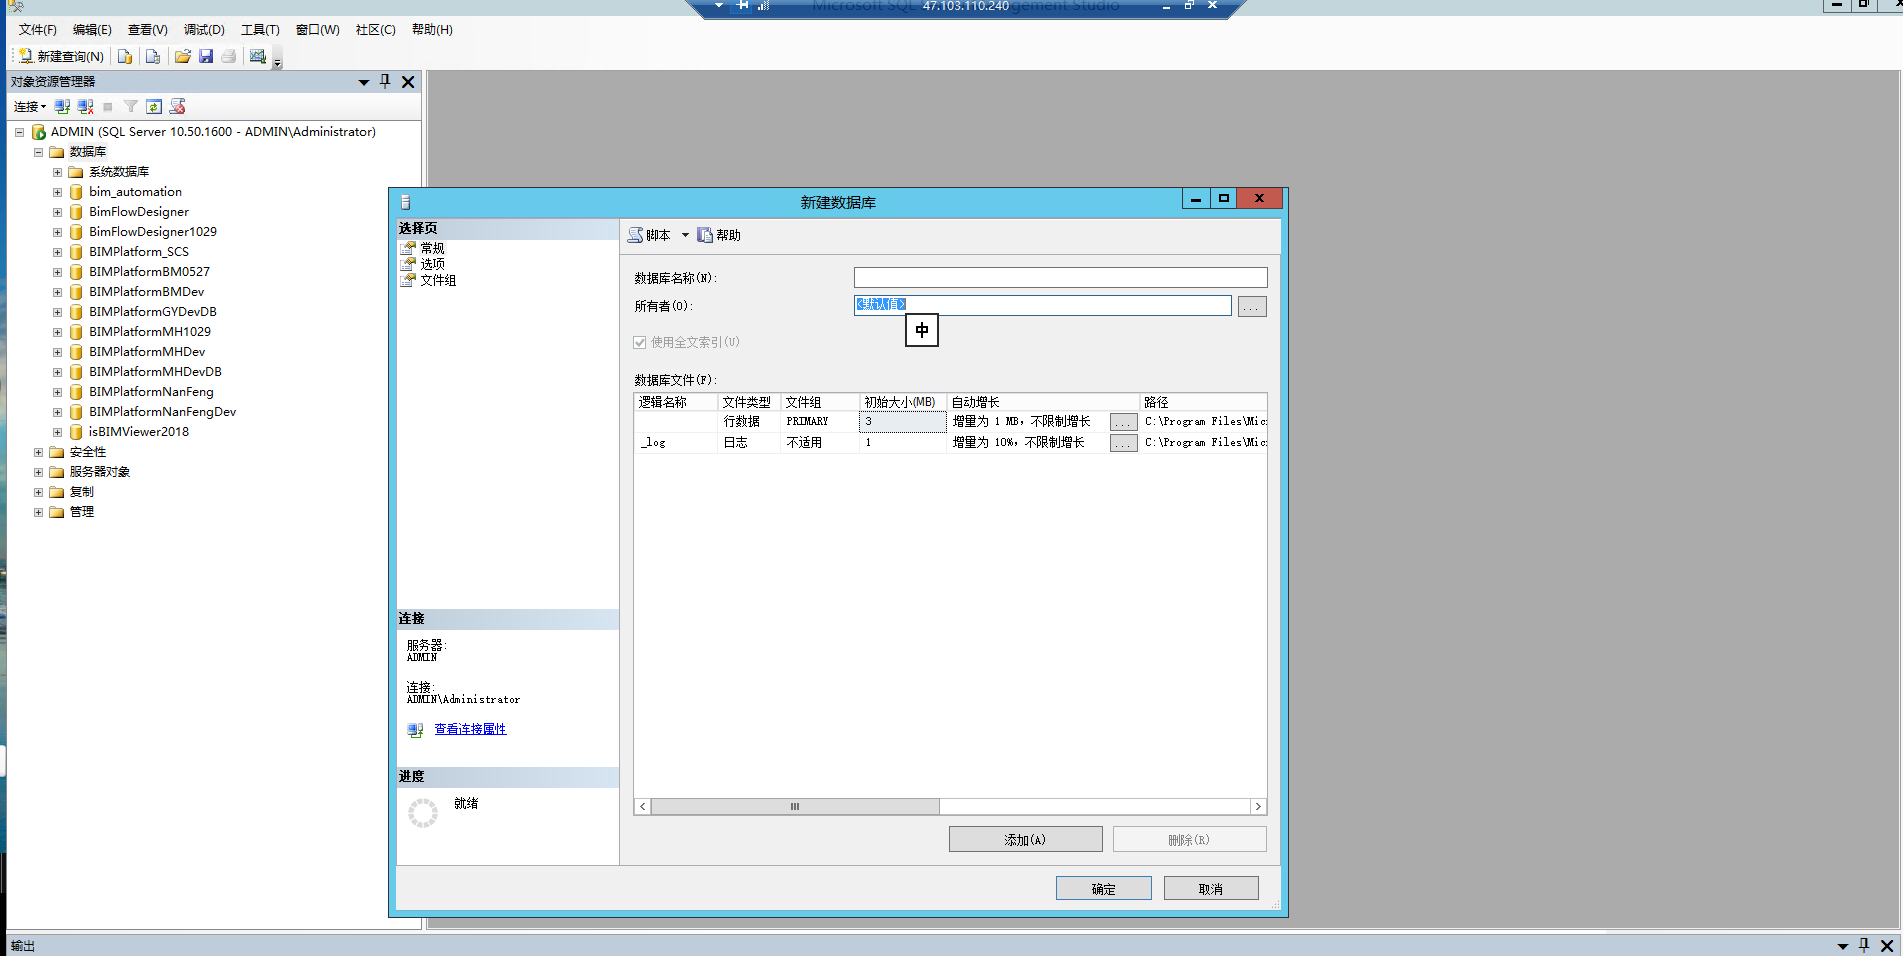 Microsoft SQL Server Management Studio
47.103.110.240
文件(F) 编辑(E) 查看(V) 调试(D) 工具(T) 窗口(W) 社区(C) 帮助(H)
新建查询(N)
对象资源管理器
连接
ADMIN (SQL Server 10.50.1600 - ADMIN\Administrator)
数据库
系统数据库
bim_automation
BimFlowDesigner
BimFlowDesigner1029
BIMPlatform_SCS
BIMPlatformBM0527
BIMPlatformBMDev
BIMPlatformGYDevDB
BIMPlatformMH1029
BIMPlatformMHDev
BIMPlatformMHDevDB
BIMPlatformNanFeng
BIMPlatformNanFengDev
isBIMViewer2018
安全性
服务器对象
复制
管理
新建数据库
选择页
常规
选项
文件组
脚本 帮助
数据库名称(N):
所有者(O): <默认值> ...
中
使用全文索引(U)
数据库文件(F):
逻辑名称 文件类型 文件组 初始大小(MB) 自动增长 路径
行数据 PRIMARY 3 增量为 1 MB，不限制增长 ... C:\Program Files\Mic
_log 日志 不适用 1 增量为 10%，不限制增长 ... C:\Program Files\Mic
连接
服务器:
ADMIN
连接:
ADMIN\Administrator
查看连接属性
进度
就绪
添加(A) 删除(R)
确定 取消
输出